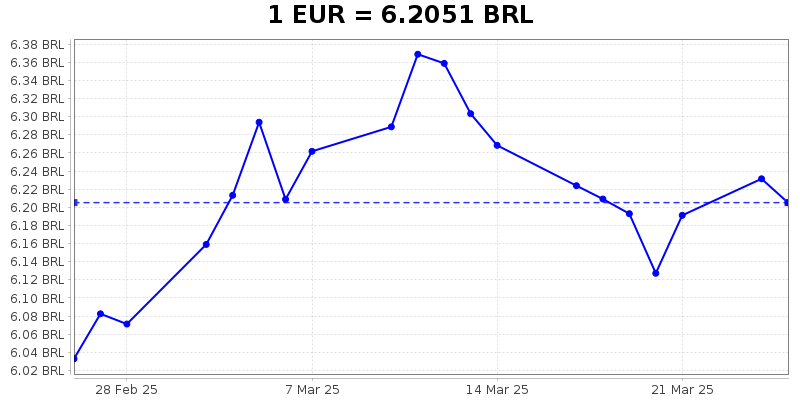 1 EUR = 6.2051 BRL
6.38 BRL
6.36 BRL
6.34 BRL
6.32 BRL
6.30 BRL
6.28 BRL
6.26 BRL
6.24 BRL
6.22 BRL
6.20 BRL
6.18 BRL
6.16 BRL
6.14 BRL
6.12 BRL
6.10 BRL
6.08 BRL
6.06 BRL
6.04 BRL
6.02 BRL
28 Feb 25 7 Mar 25 14 Mar 25 21 Mar 25